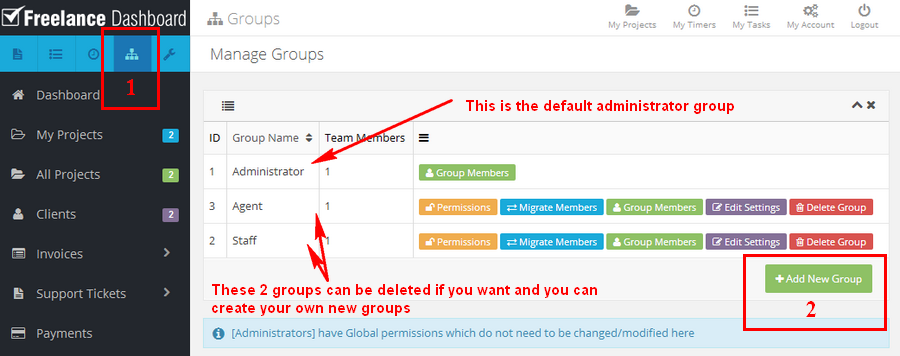 Freelance Dashboard
Groups
My Projects My Timers My Tasks My Account Logout
1
Manage Groups
Dashboard
My Projects 2
All Projects 2
Clients 2
Invoices
Support Tickets
Payments
This is the default administrator group
ID Group Name Team Members
1 Administrator 1 Group Members
3 Agent 1 Permissions Migrate Members Group Members Edit Settings Delete Group
2 Staff 1 Permissions Migrate Members Group Members Edit Settings Delete Group
Add New Group
2
These 2 groups can be deleted if you want and you can
create your own new groups
[Administrators] have Global permissions which do not need to be changed/modified here